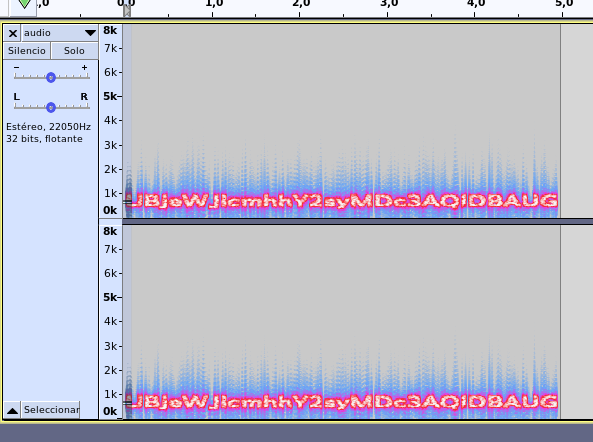 ,0 0,0 1,0 2,0 3,0 4,0 5,0
audio
Silencio Solo
- +
L R
Estéreo, 22050Hz
32 bits, flotante
Seleccionar
8k
7k
6k
5k
4k
3k
2k
1k
0k
8k
7k
6k
5k
4k
3k
2k
1k
0k